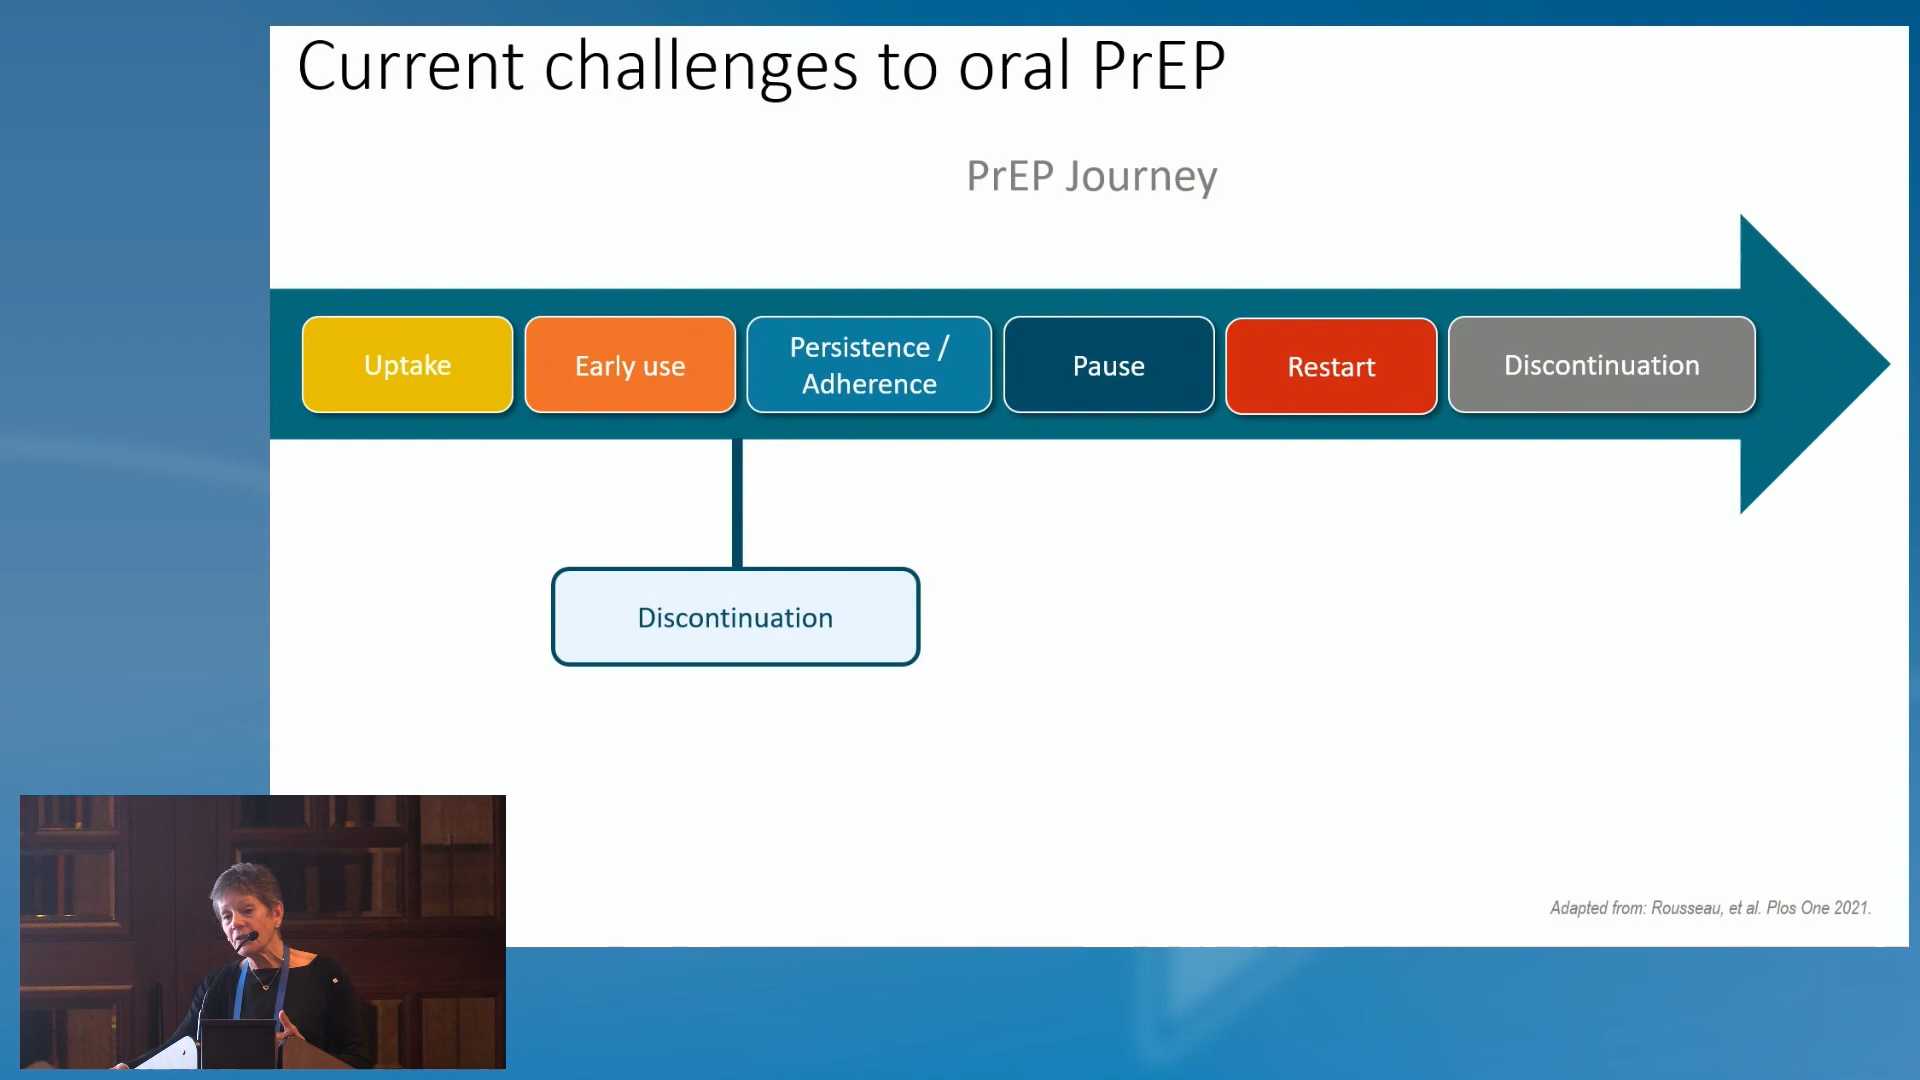 Current challenges to oral PrEP
PrEP Journey
Uptake
Early use
Persistence /
Adherence
Pause
Restart
Discontinuation
Discontinuation
Adapted from: Rousseau, et al. Plos One 2021.